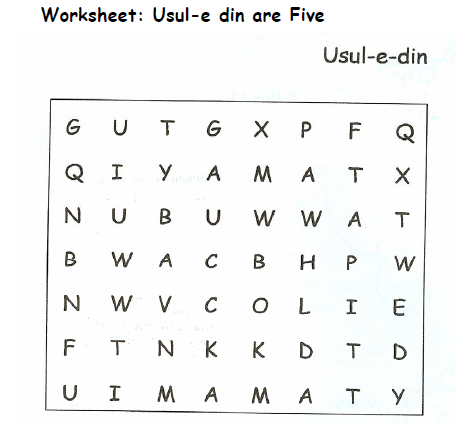 Worksheet: Usul-e din are Five
Usul-e-din
G U T G X P F Q
Q I Y A M A T X
N U B U W W A T
B W A C B H P W
N W V C O L I E
F T N K K D T D
U I M A M A T Y